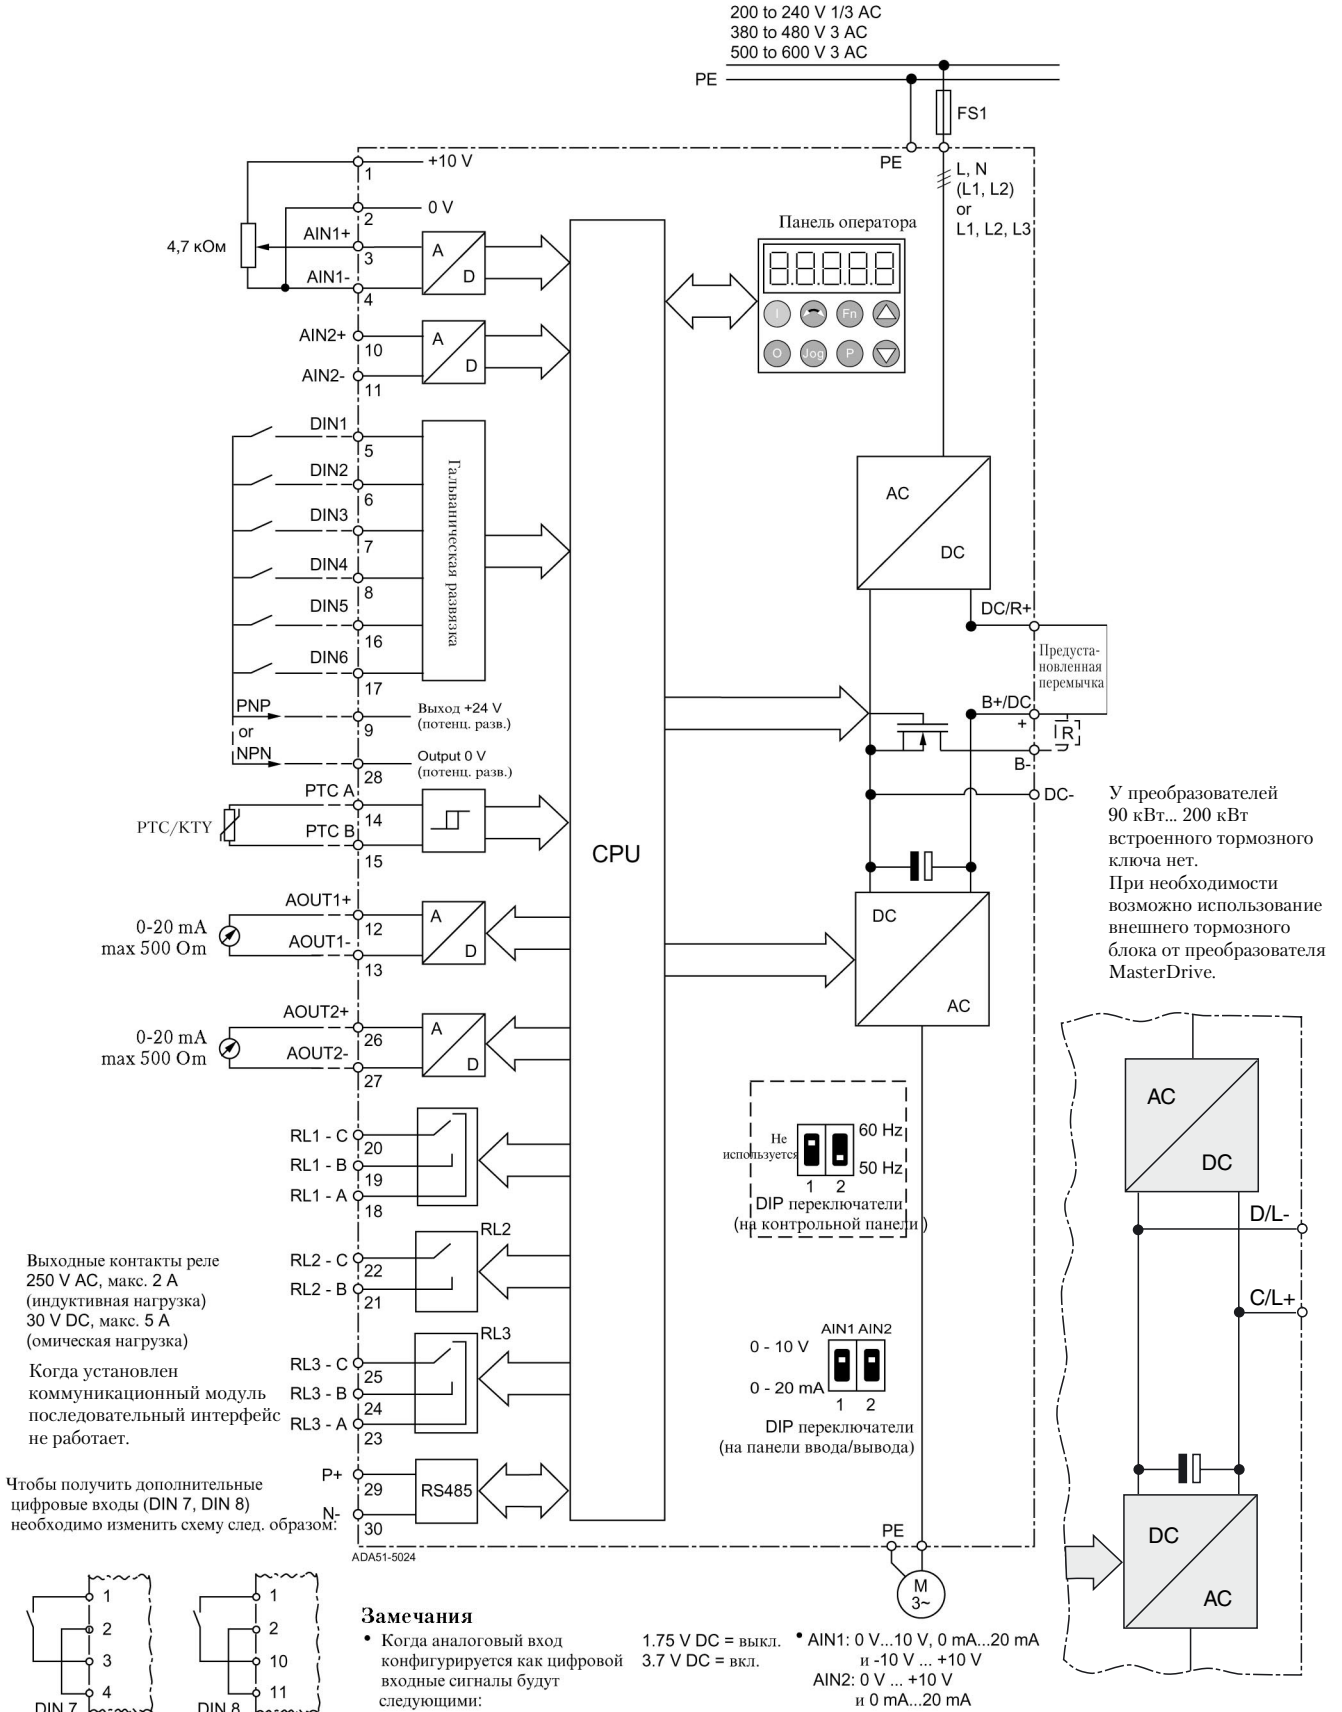 200 to 240 V 1/3 AC
380 to 480 V 3 AC
500 to 600 V 3 AC
PE
FS1
PE
L, N
(L1, L2)
or
L1, L2, L3
+10 V
1
0 V
2
AIN1+
3
4,7 кОм
AIN1-
4
A
D
AIN2+
10
AIN2-
11
A
D
Панель оператора
88888
I
Fn
O
Jog
P
DIN1
5
DIN2
6
DIN3
7
DIN4
8
DIN5
16
DIN6
17
Гальваническая развязка
PNP
or
NPN
9
Выход +24 V
(потенц. разв.)
28
Output 0 V
(потенц. разв.)
PTC A
14
PTC/KTY
PTC B
15
CPU
AC
DC
DC/R+
Предуста-
новленная
перемычка
B+/DC
+
R
B-
DC-
У преобразователей
90 кВт... 200 кВт
встроенного тормозного
ключа нет.
При необходимости
возможно использование
внешнего тормозного
блока от преобразователя
MasterDrive.
AOUT1+
12
0-20 mA
max 500 Om
AOUT1-
13
A
D
AOUT2+
26
0-20 mA
max 500 Om
AOUT2-
27
A
D
DC
AC
RL1 - C
20
RL1 - B
19
RL1 - A
18
RL2
RL2 - C
22
RL2 - B
21
RL3
RL3 - C
25
RL3 - B
24
RL3 - A
23
Выходные контакты реле
250 V AC, макс. 2 A
(индуктивная нагрузка)
30 V DC, макс. 5 A
(омическая нагрузка)
Когда установлен
коммуникационный модуль
последовательный интерфейс
не работает.
P+
29
N-
30
RS485
Чтобы получить дополнительные
цифровые входы (DIN 7, DIN 8)
необходимо изменить схему след. образом:
Не
используется
60 Hz
50 Hz
1 2
DIP переключатели
(на контрольной панели )
AIN1 AIN2
0 - 10 V
0 - 20 mA
1 2
DIP переключатели
(на панели ввода/вывода)
PE
M
3~
ADA51-5024
AC
DC
D/L-
C/L+
DC
AC
1
2
3
4
DIN 7
1
2
10
11
DIN 8
Замечания
• Когда аналоговый вход
конфигурируется как цифровой
входные сигналы будут
следующими:
1.75 V DC = выкл.
3.7 V DC = вкл.
• AIN1: 0 V...10 V, 0 mA...20 mA
и -10 V ... +10 V
AIN2: 0 V ... +10 V
и 0 mA...20 mA